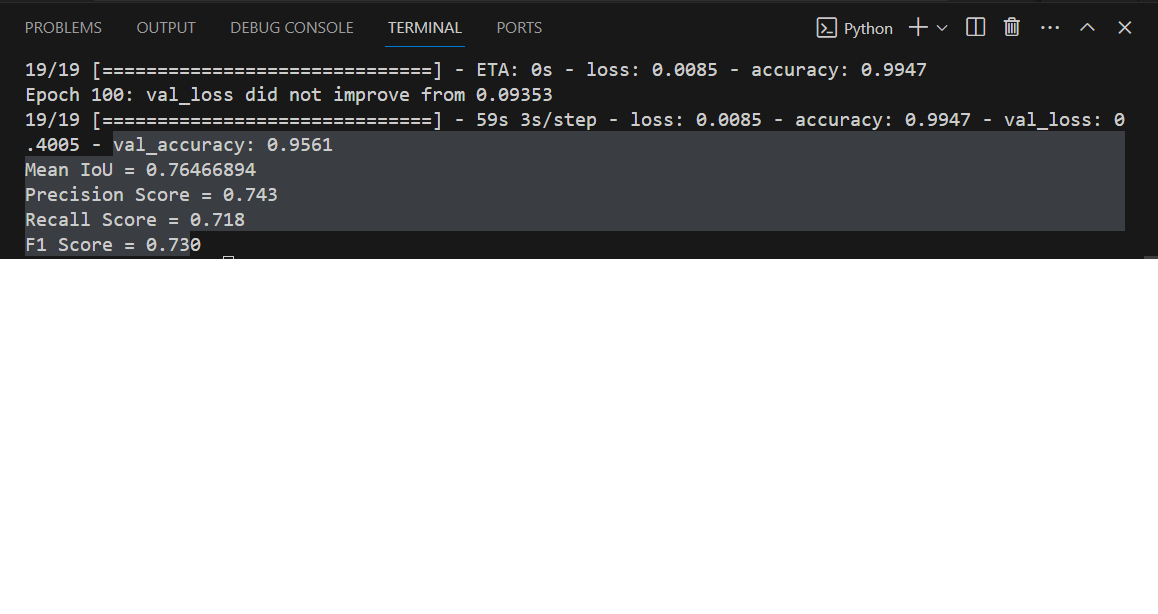 PROBLEMS OUTPUT DEBUG CONSOLE TERMINAL PORTS Python
19/19 [==============================] - ETA: 0s - loss: 0.0085 - accuracy: 0.9947
Epoch 100: val_loss did not improve from 0.09353
19/19 [==============================] - 59s 3s/step - loss: 0.0085 - accuracy: 0.9947 - val_loss: 0
.4005 - val_accuracy: 0.9561
Mean IoU = 0.76466894
Precision Score = 0.743
Recall Score = 0.718
F1 Score = 0.730